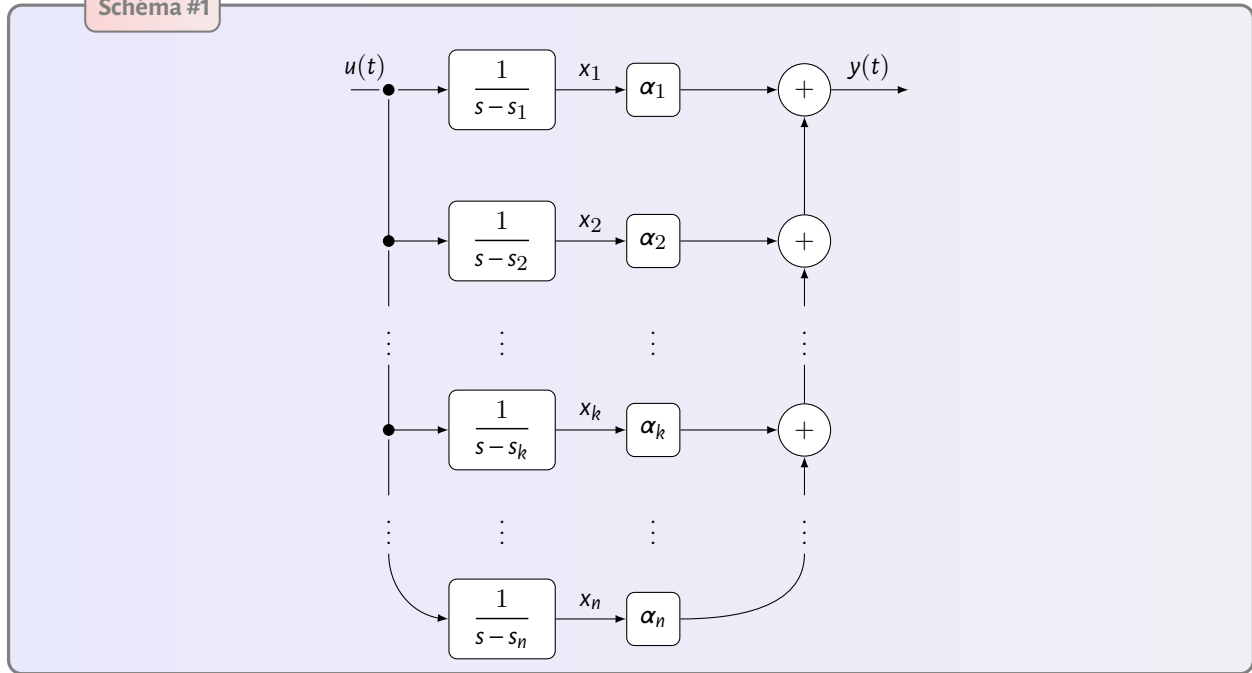 Schéma #1
u(t) 1 x₁ α₁ + y(t)
s−s₁
1 x₂ α₂ +
s−s₂
⋮ ⋮ ⋮ ⋮
1 xₖ αₖ +
s−sₖ
⋮ ⋮ ⋮ ⋮
1 xₙ αₙ
s−sₙ